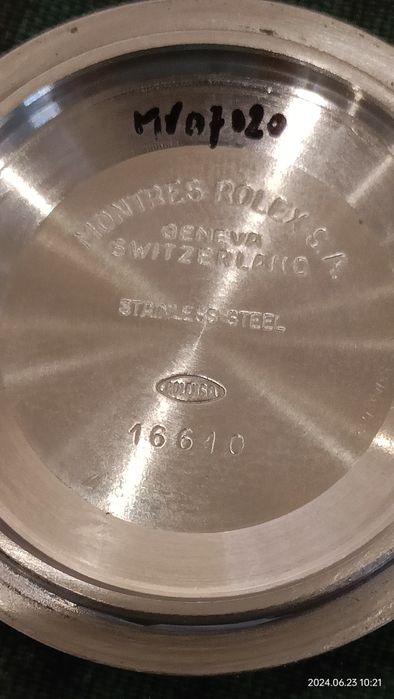 MONTRES ROLEX S.A.
GENEVA
SWITZERLAND
STAINLESS STEEL
16610
2024.06.23 10:21